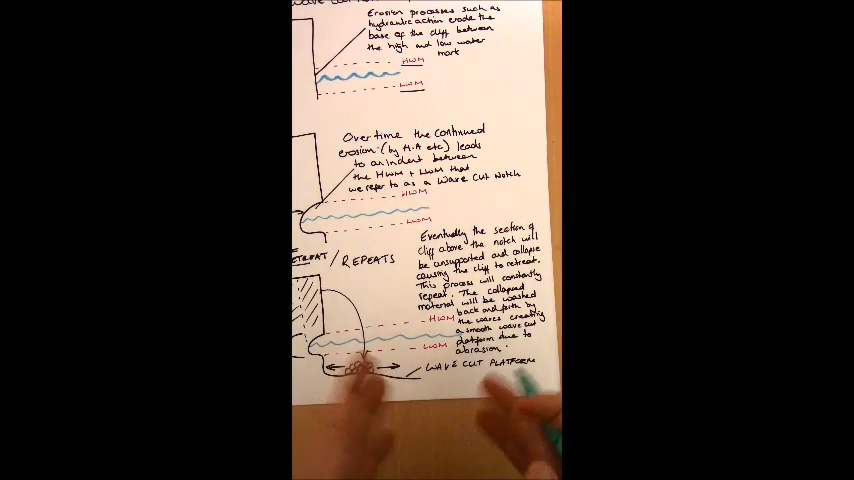 Erosion processes such as
hydraulic action erode the
base of the cliff between
the high and low water
mark
HWM
LWM
Over time the continued
erosion (by H.A etc) leads
to an indent between
the HWM + LWM that
we refer to as a Wave Cut Notch
HWM
LWM
/ REPEATS
Eventually the section of
cliff above the notch will
be unsupported and collapse
causing the cliff to retreat.
This process will constantly
repeat. The collapsed
material will be washed
back and forth by
the waves creating
a smooth wave cut
platform due to
abrasion.
HWM
LWM
WAVE CUT PLATFORM